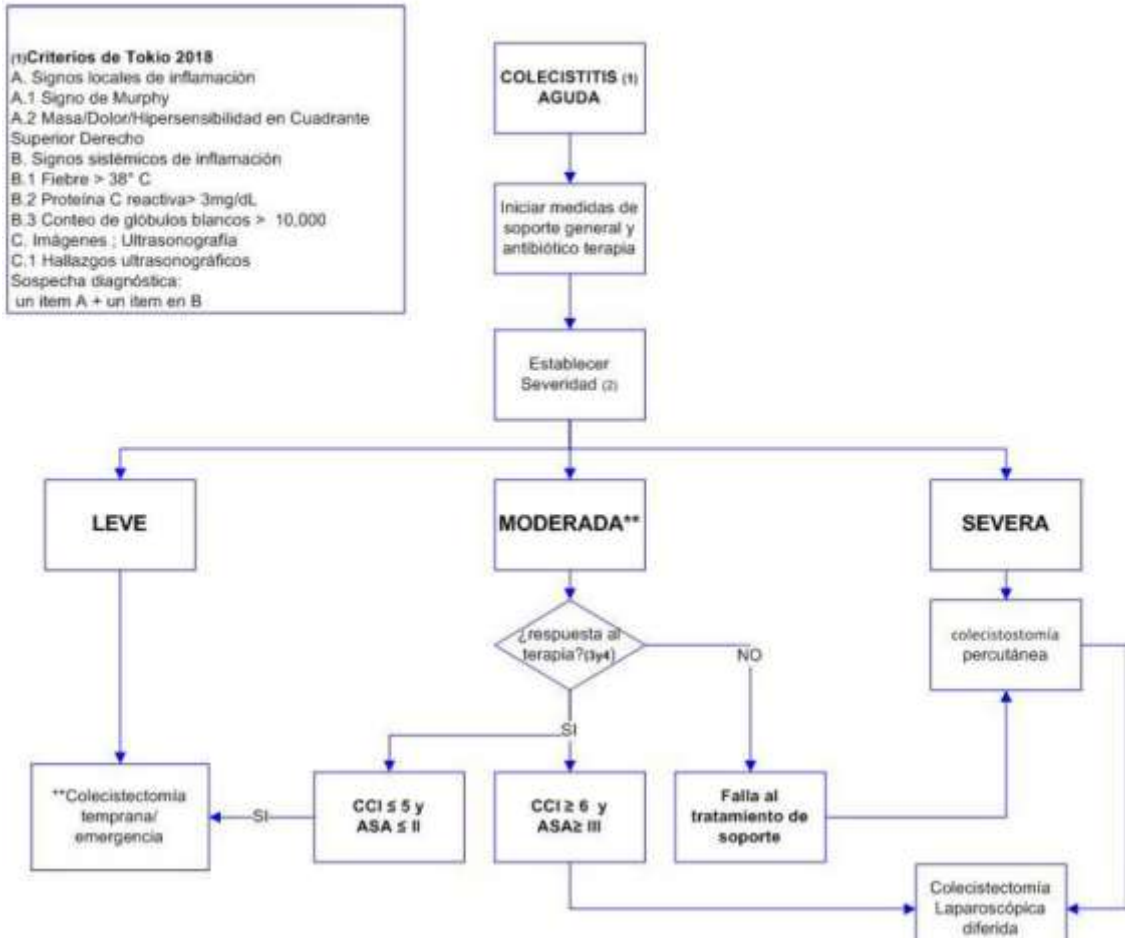 (1)Criterios de Tokio 2018
A. Signos locales de inflamación
A.1 Signo de Murphy
A.2 Masa/Dolor/Hipersensibilidad en Cuadrante
Superior Derecho
B. Signos sistémicos de inflamación
B.1 Fiebre > 38° C
B.2 Proteína C reactiva> 3mg/dL
B.3 Conteo de glóbulos blancos > 10,000
C. Imágenes ; Ultrasonografía
C.1 Hallazgos ultrasonográficos
Sospecha diagnóstica:
un item A + un item en B
COLECISTITIS (1)
AGUDA
Iniciar medidas de
soporte general y
antibiótico terapia
Establecer
Severidad (2)
LEVE
MODERADA**
SEVERA
¿respuesta al
terapia?(3y4)
NO
SI
colecistostomía
percutánea
**Colecistectomía
temprana/
emergencia
SI
CCI ≤ 5 y
ASA ≤ II
CCI ≥ 6 y
ASA≥ III
Falla al
tratamiento de
soporte
Colecistectomía
Laparoscópica
diferida